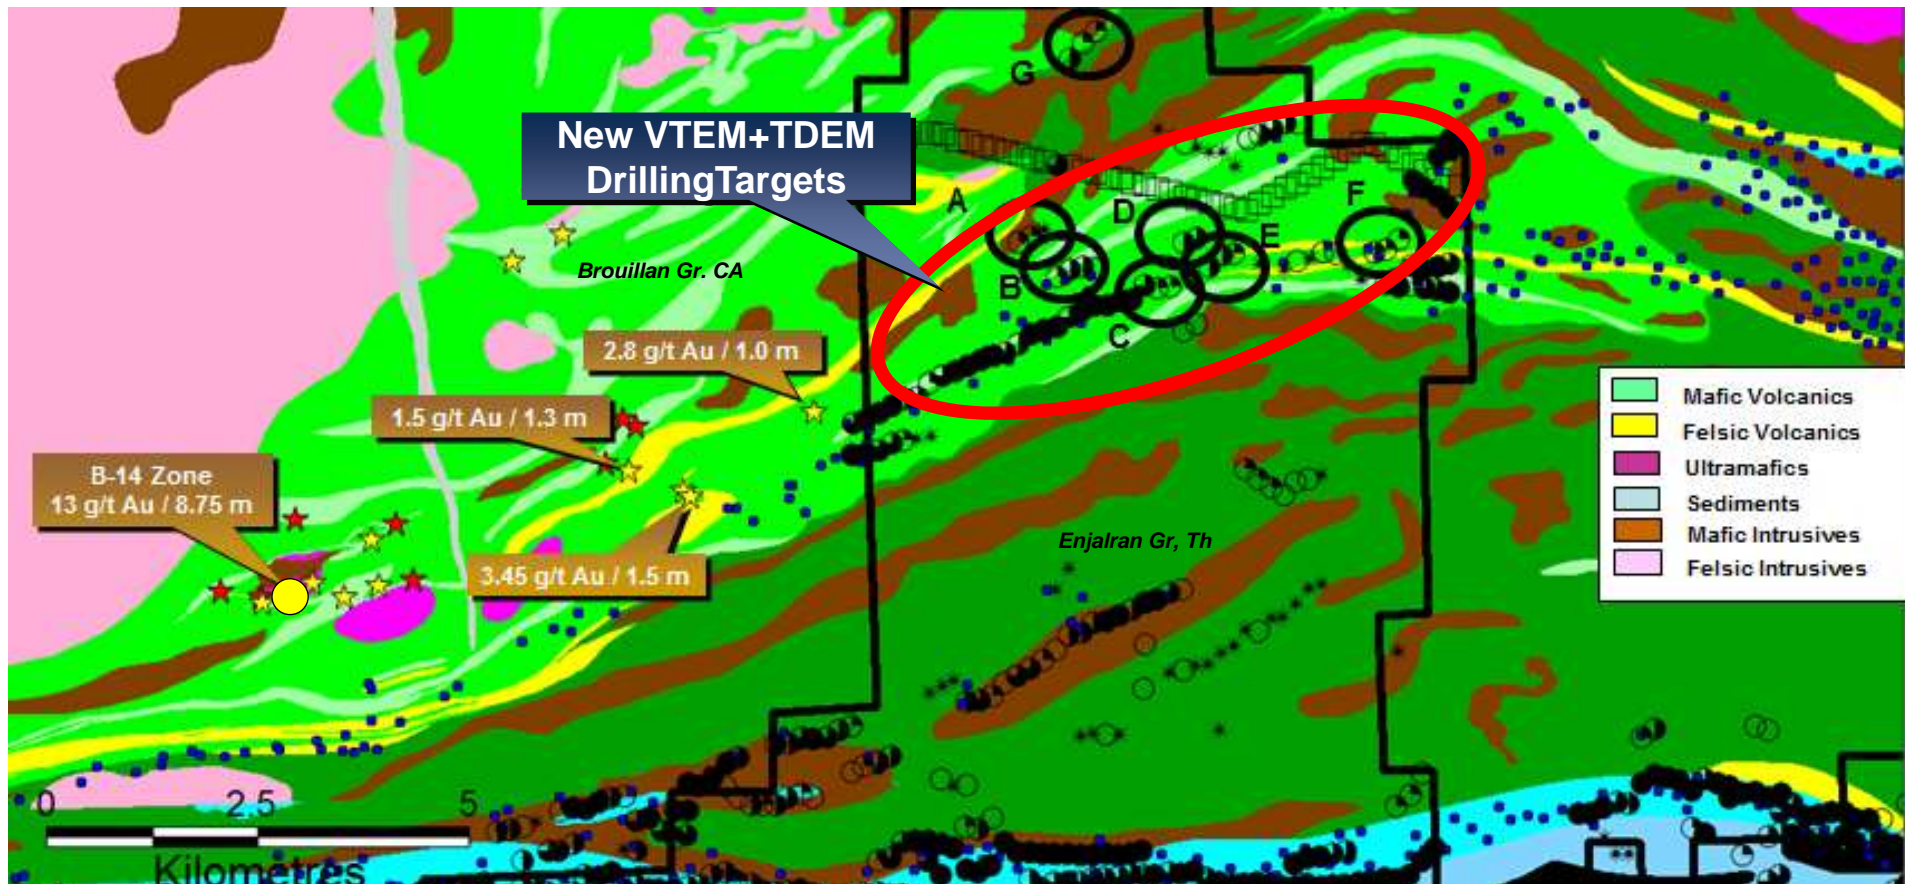 G
New VTEM+TDEM
DrillingTargets
A
D
F
E
B
C
Brouillan Gr. CA
2.8 g/t Au / 1.0 m
1.5 g/t Au / 1.3 m
B-14 Zone
13 g/t Au / 8.75 m
3.45 g/t Au / 1.5 m
Enjalran Gr, Th
Mafic Volcanics
Felsic Volcanics
Ultramafics
Sediments
Mafic Intrusives
Felsic Intrusives
0 2.5 5
Kilometres